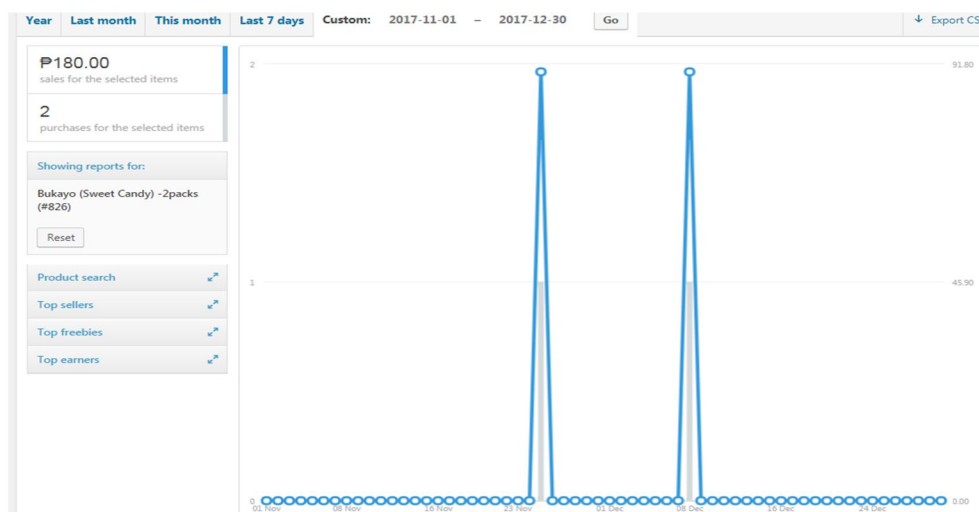 Year Last month This month Last 7 days Custom: 2017-11-01 – 2017-12-30 Go Export CS
₱180.00
sales for the selected items
2
purchases for the selected items
Showing reports for:
Bukayo (Sweet Candy) -2packs
(#826)
Reset
Product search
Top sellers
Top freebies
Top earners
2 91.80
1 45.90
0 0.00
01 Nov 08 Nov 16 Nov 23 Nov 01 Dec 08 Dec 16 Dec 24 Dec